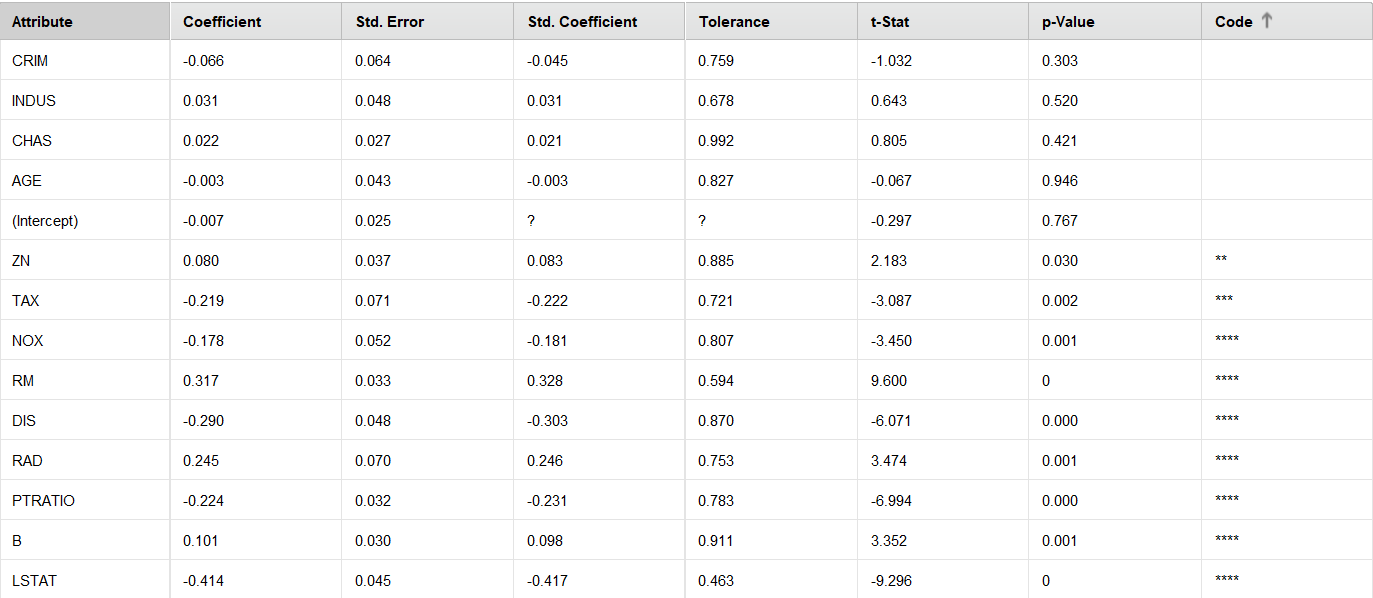 Attribute Coefficient Std. Error Std. Coefficient Tolerance t-Stat p-Value Code ↑
CRIM -0.066 0.064 -0.045 0.759 -1.032 0.303
INDUS 0.031 0.048 0.031 0.678 0.643 0.520
CHAS 0.022 0.027 0.021 0.992 0.805 0.421
AGE -0.003 0.043 -0.003 0.827 -0.067 0.946
(Intercept) -0.007 0.025 ? ? -0.297 0.767
ZN 0.080 0.037 0.083 0.885 2.183 0.030 **
TAX -0.219 0.071 -0.222 0.721 -3.087 0.002 ***
NOX -0.178 0.052 -0.181 0.807 -3.450 0.001 ****
RM 0.317 0.033 0.328 0.594 9.600 0 ****
DIS -0.290 0.048 -0.303 0.870 -6.071 0.000 ****
RAD 0.245 0.070 0.246 0.753 3.474 0.001 ****
PTRATIO -0.224 0.032 -0.231 0.783 -6.994 0.000 ****
B 0.101 0.030 0.098 0.911 3.352 0.001 ****
LSTAT -0.414 0.045 -0.417 0.463 -9.296 0 ****